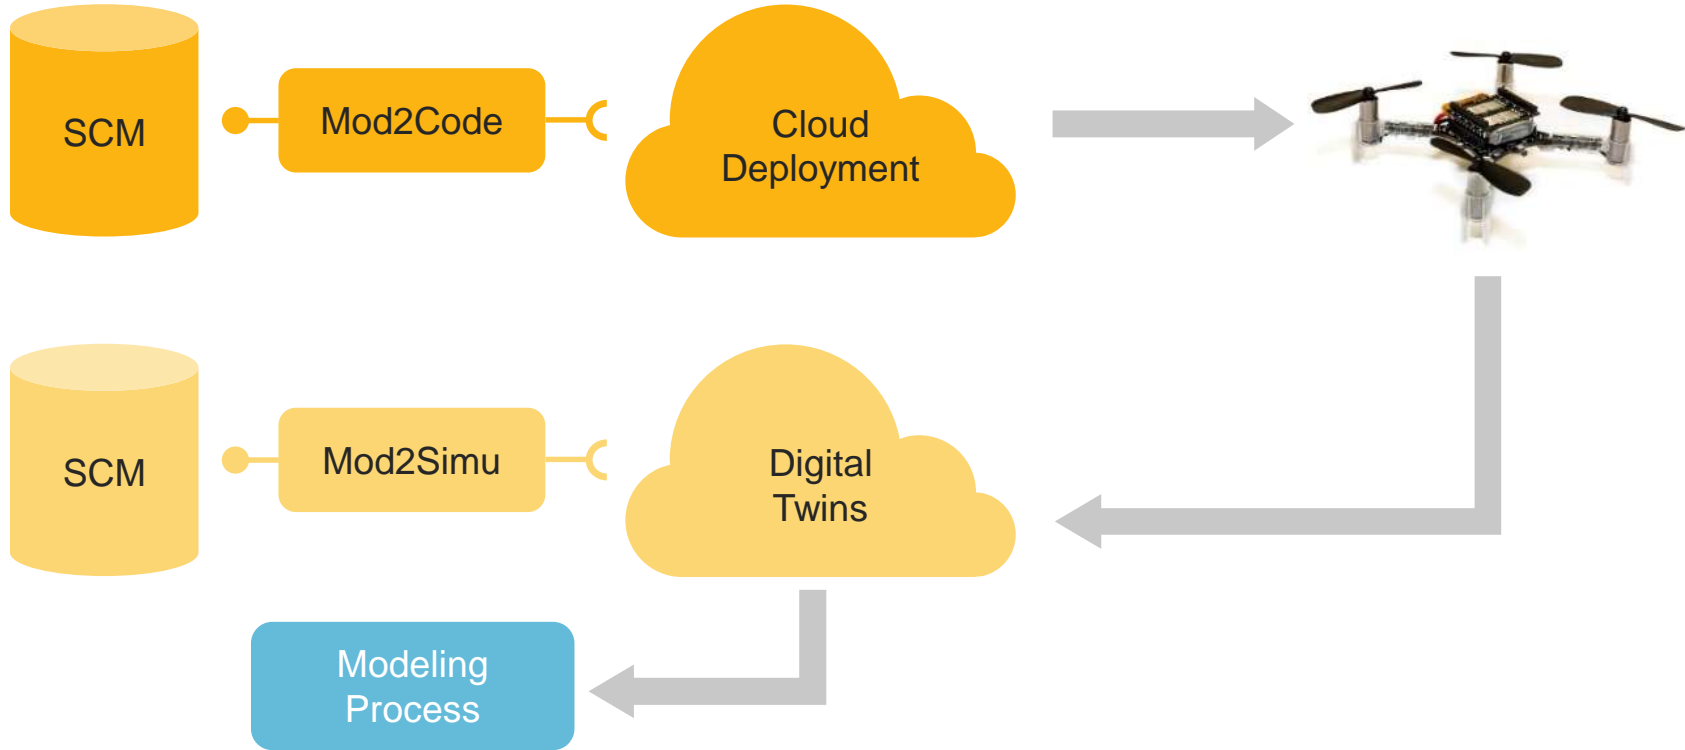 SCM
Mod2Code
Cloud
Deployment
SCM
Mod2Simu
Digital
Twins
Modeling
Process